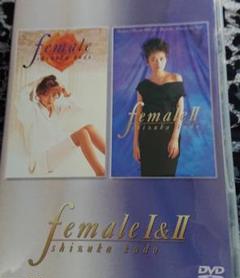 female
shizuka kudo
female II
shizuka kudo
female I & II
shizuka kudo
DVD